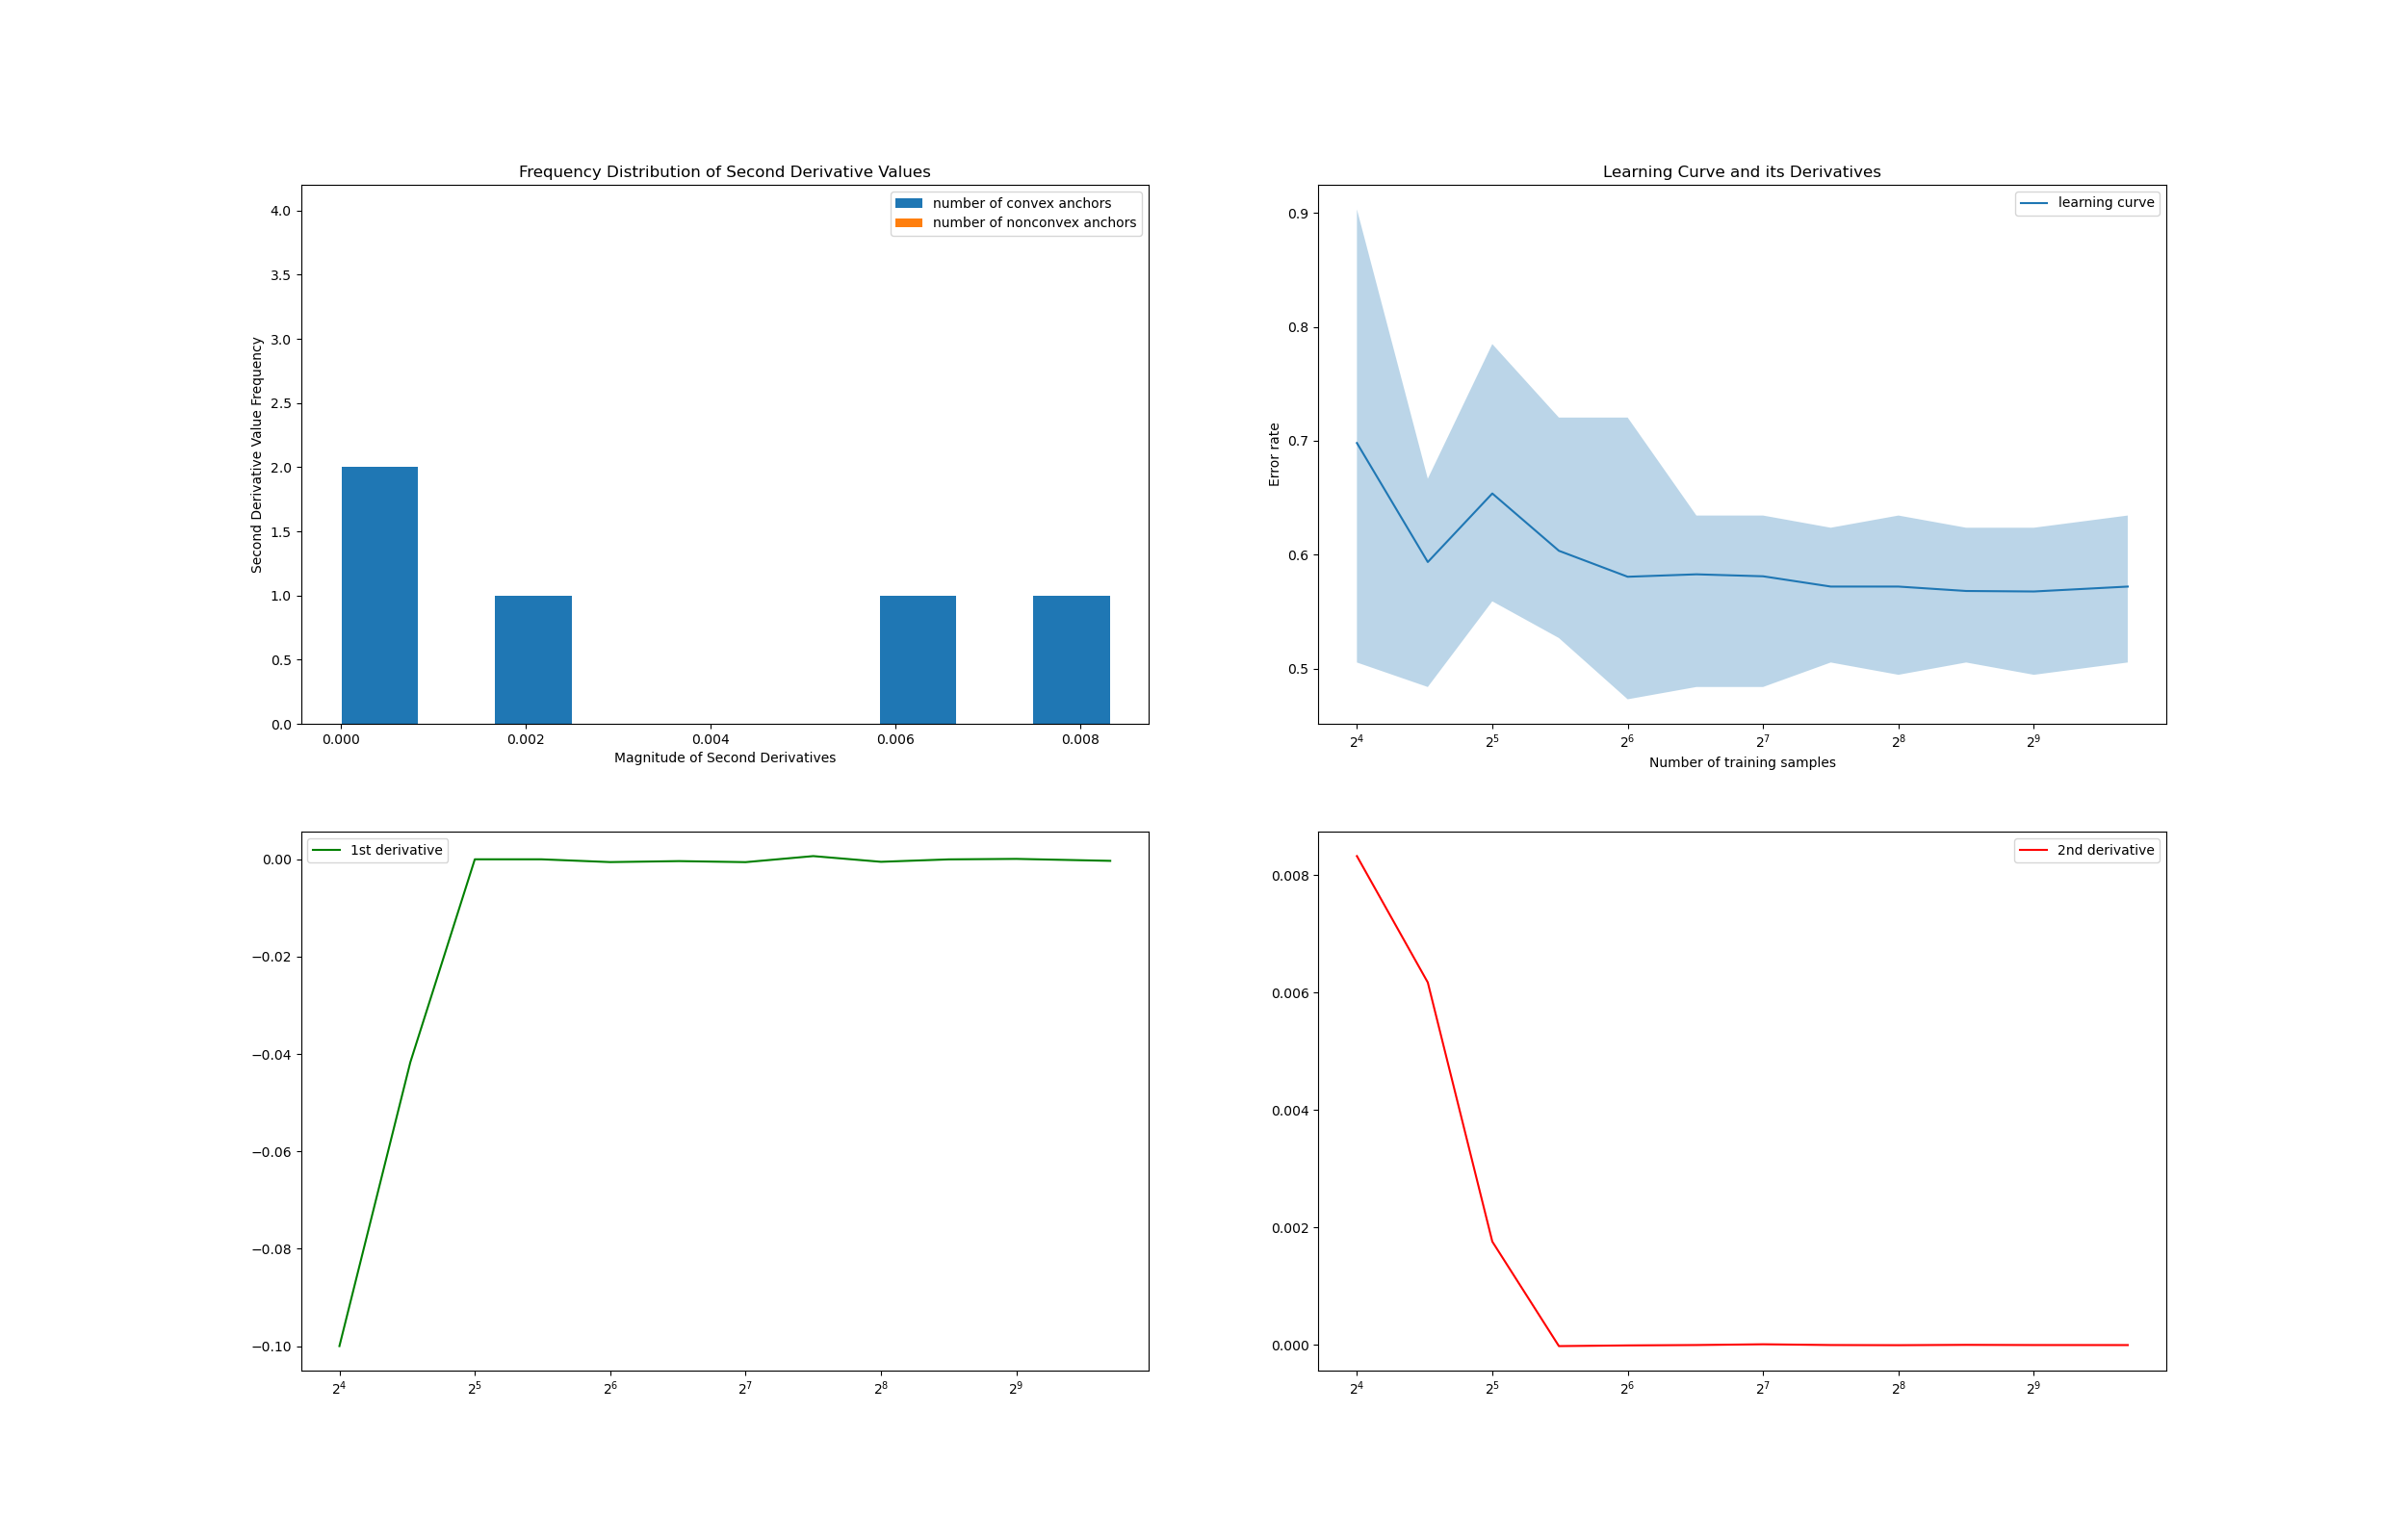 Frequency Distribution of Second Derivative Values
number of convex anchors
number of nonconvex anchors
4.0
3.5
3.0
2.5
2.0
1.5
1.0
0.5
0.0
Second Derivative Value Frequency
0.000 0.002 0.004 0.006 0.008
Magnitude of Second Derivatives
Learning Curve and its Derivatives
learning curve
0.9
0.8
0.7
0.6
0.5
Error rate
2⁴ 2⁵ 2⁶ 2⁷ 2⁸ 2⁹
Number of training samples
1st derivative
0.00
−0.02
−0.04
−0.06
−0.08
−0.10
2⁴ 2⁵ 2⁶ 2⁷ 2⁸ 2⁹
2nd derivative
0.008
0.006
0.004
0.002
0.000
2⁴ 2⁵ 2⁶ 2⁷ 2⁸ 2⁹